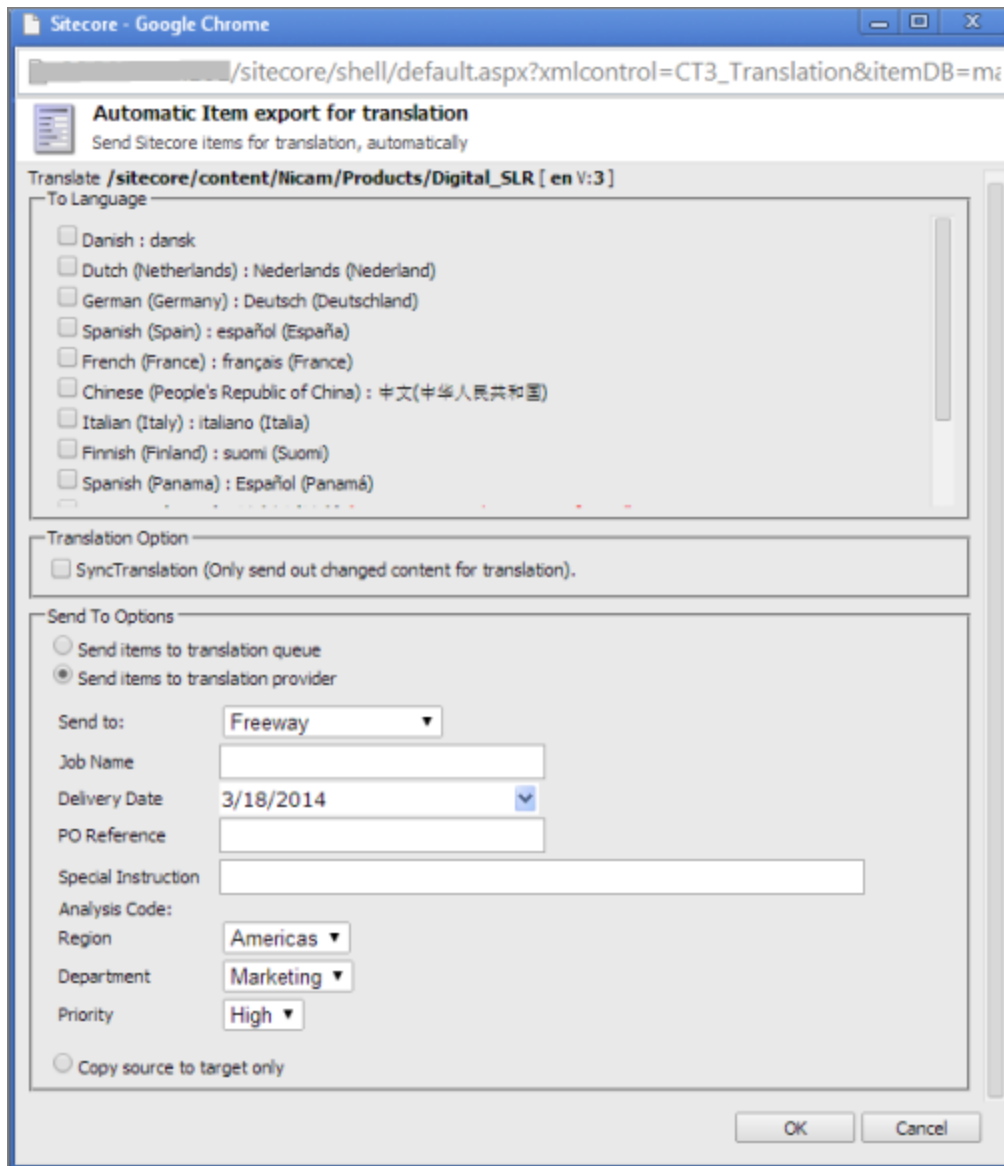 Sitecore - Google Chrome
/sitecore/shell/default.aspx?xmlcontrol=CT3_Translation&itemDB=ma
Automatic Item export for translation
Send Sitecore items for translation, automatically
Translate /sitecore/content/Nicam/Products/Digital_SLR [ en V:3 ]
To Language
Danish : dansk
Dutch (Netherlands) : Nederlands (Nederland)
German (Germany) : Deutsch (Deutschland)
Spanish (Spain) : español (España)
French (France) : français (France)
Chinese (People's Republic of China) : 中文(中华人民共和国)
Italian (Italy) : italiano (Italia)
Finnish (Finland) : suomi (Suomi)
Spanish (Panama) : Español (Panamá)
Translation Option
SyncTranslation (Only send out changed content for translation).
Send To Options
Send items to translation queue
Send items to translation provider
Send to: Freeway
Job Name
Delivery Date 3/18/2014
PO Reference
Special Instruction
Analysis Code:
Region Americas
Department Marketing
Priority High
Copy source to target only
OK Cancel